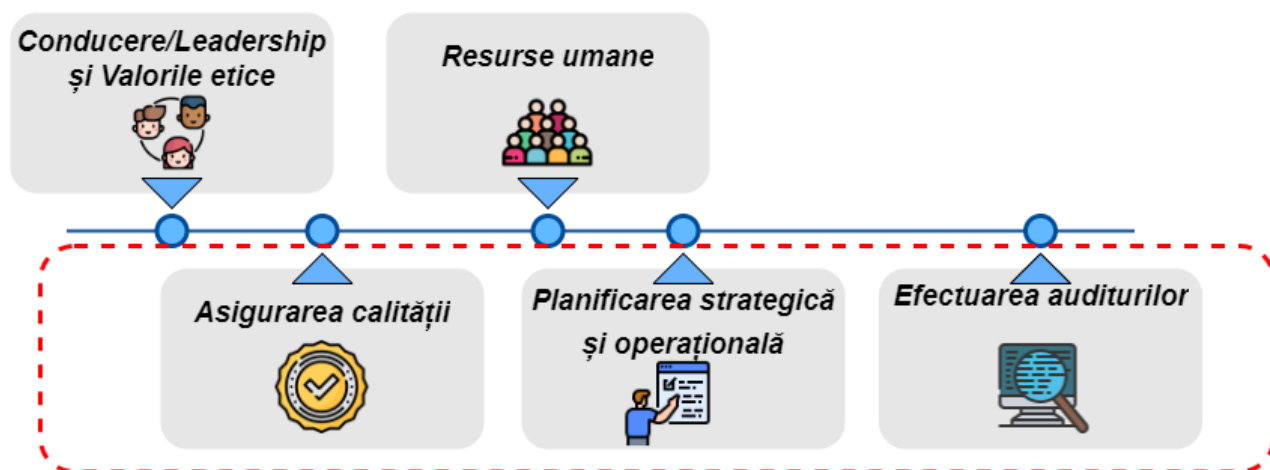 Conducere/Leadership
și Valorile etice
Resurse umane
Asigurarea calității
Planificarea strategică
și operațională
Efectuarea auditurilor